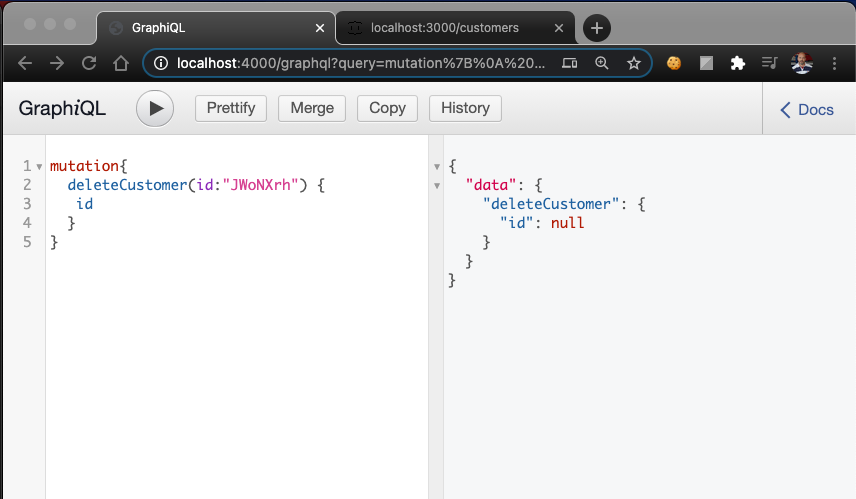 GraphiQL
localhost:3000/customers
localhost:4000/graphql?query=mutation%7B%0A%20...
GraphiQL
Prettify
Merge
Copy
History
Docs
1 mutation{
2 deleteCustomer(id:"JWoNXrh") {
3 id
4 }
5 }
{
"data": {
"deleteCustomer": {
"id": null
}
}
}